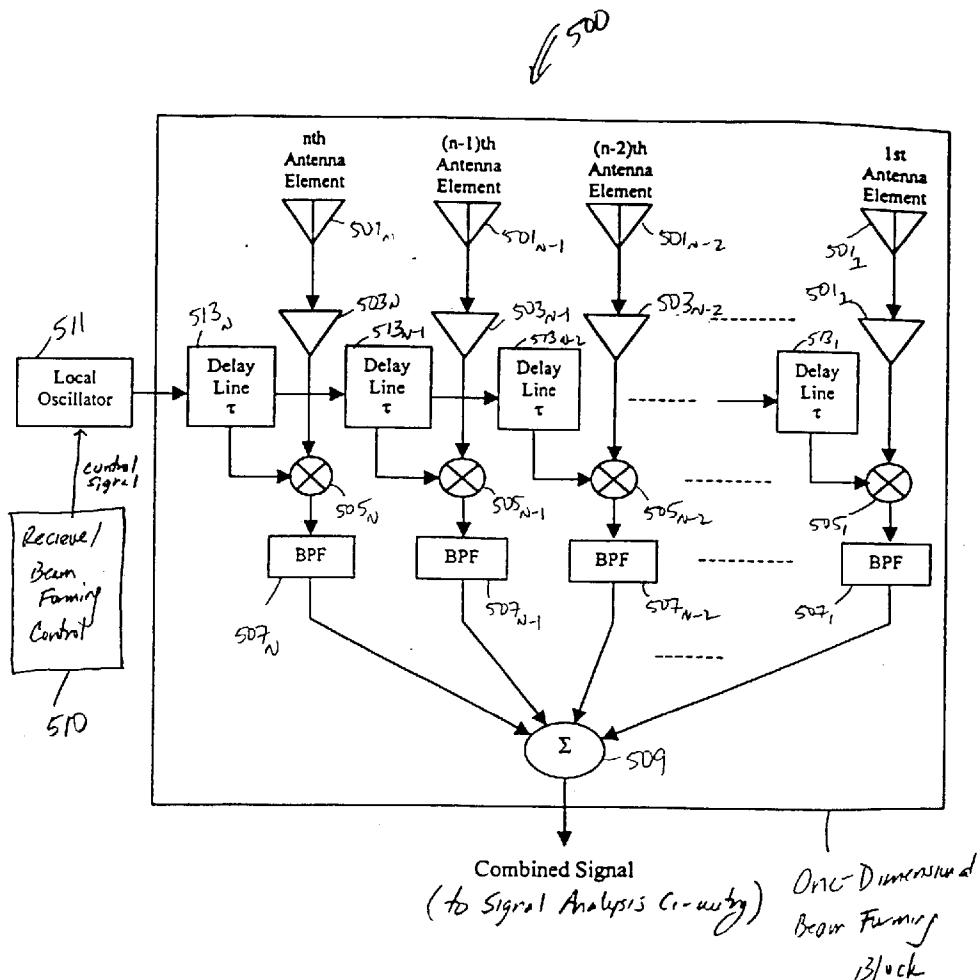 500
nth
Antenna
Element
(n-1)th
Antenna
Element
(n-2)th
Antenna
Element
1st
Antenna
Element
501N
501N-1
501N-2
5011
511
513N
503N
513N-1
503N-1
513N-2
503N-2
5131
5011
Local
Oscillator
Delay
Line
τ
Delay
Line
τ
Delay
Line
τ
Delay
Line
τ
control
signal
505N
505N-1
505N-2
5051
Recieve/
Beam
Forming
Control
BPF
BPF
BPF
BPF
507N
507N-1
507N-2
5071
510
Σ
509
Combined Signal
(to Signal Analysis Circuitry)
One-Dimensional
Beam Forming
Block